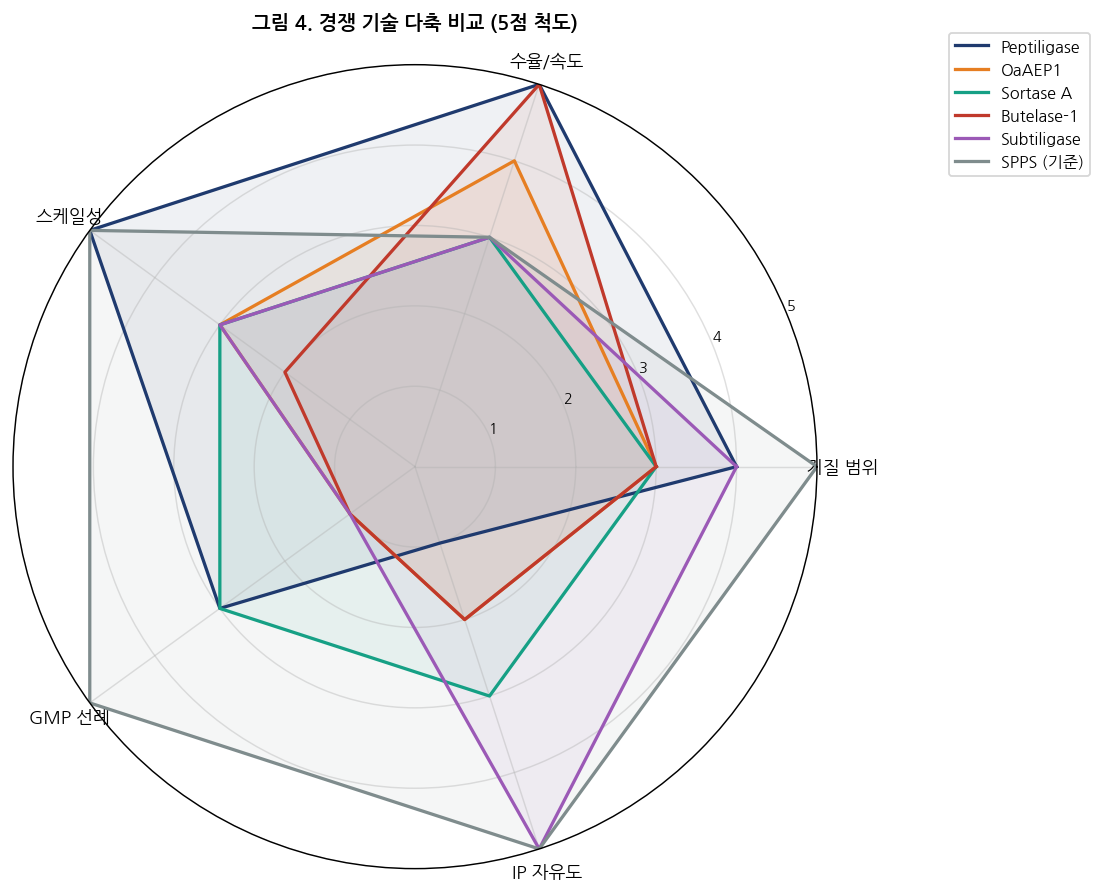 그림 4. 경쟁 기술 다축 비교 (5점 척도)
Peptiligase
OaAEP1
Sortase A
Butelase-1
Subtiligase
SPPS (기준)
수율/속도
스케일성
5
4
3
2
1
기질 범위
GMP 선례
IP 자유도